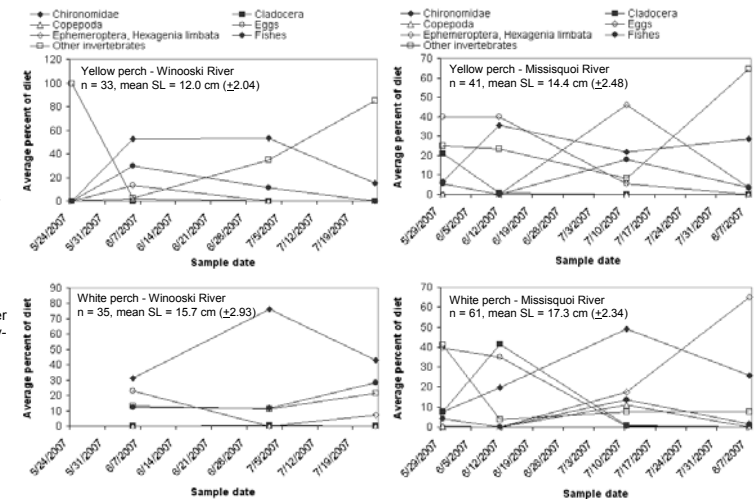 Chironomidae Cladocera
Copepoda Eggs
Ephemeroptera, Hexagenia limbata Fishes
Other invertebrates
Yellow perch - Winooski River
n = 33, mean SL = 12.0 cm (+2.04)
Average percent of diet
120
100
80
60
40
20
0
5/24/2007 5/31/2007 6/7/2007 6/14/2007 6/21/2007 6/28/2007 7/5/2007 7/12/2007 7/19/2007
Sample date
Chironomidae Cladocera
Copepoda Eggs
Ephemeroptera, Hexagenia limbata Fishes
Other invertebrates
Yellow perch - Missisquoi River
n = 41, mean SL = 14.4 cm (+2.48)
Average percent of diet
70
60
50
40
30
20
10
0
5/29/2007 6/5/2007 6/12/2007 6/19/2007 6/28/2007 7/3/2007 7/10/2007 7/17/2007 7/24/2007 7/31/2007 8/7/2007
Sample date
er
y-
White perch - Winooski River
n = 35, mean SL = 15.7 cm (+2.93)
Average percent of diet
90
80
70
60
50
40
30
20
10
0
5/24/2007 5/31/2007 6/7/2007 6/14/2007 6/21/2007 6/28/2007 7/5/2007 7/12/2007 7/19/2007
Sample date
White perch - Missisquoi River
n = 61, mean SL = 17.3 cm (+2.34)
Average percent of diet
70
60
50
40
30
20
10
0
5/29/2007 6/5/2007 6/12/2007 6/19/2007 6/28/2007 7/3/2007 7/10/2007 7/17/2007 7/24/2007 7/31/2007 8/7/2007
Sample date